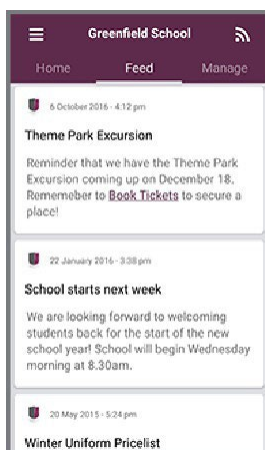 Greenfield School
Home Feed Manage
6 October 2016 - 4:12 pm
Theme Park Excursion
Reminder that we have the Theme Park
Excursion coming up on December 18.
Rememeber to Book Tickets to secure a
place!
22 January 2016 - 3:38 pm
School starts next week
We are looking forward to welcoming
students back for the start of the new
school year! School will begin Wednesday
morning at 8.30am.
20 May 2015 - 5:24 pm
Winter Uniform Pricelist